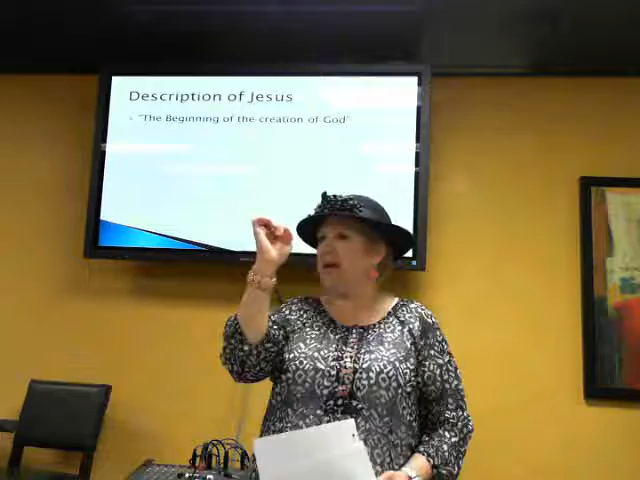 Description of Jesus
"The Beginning of the creation of God"